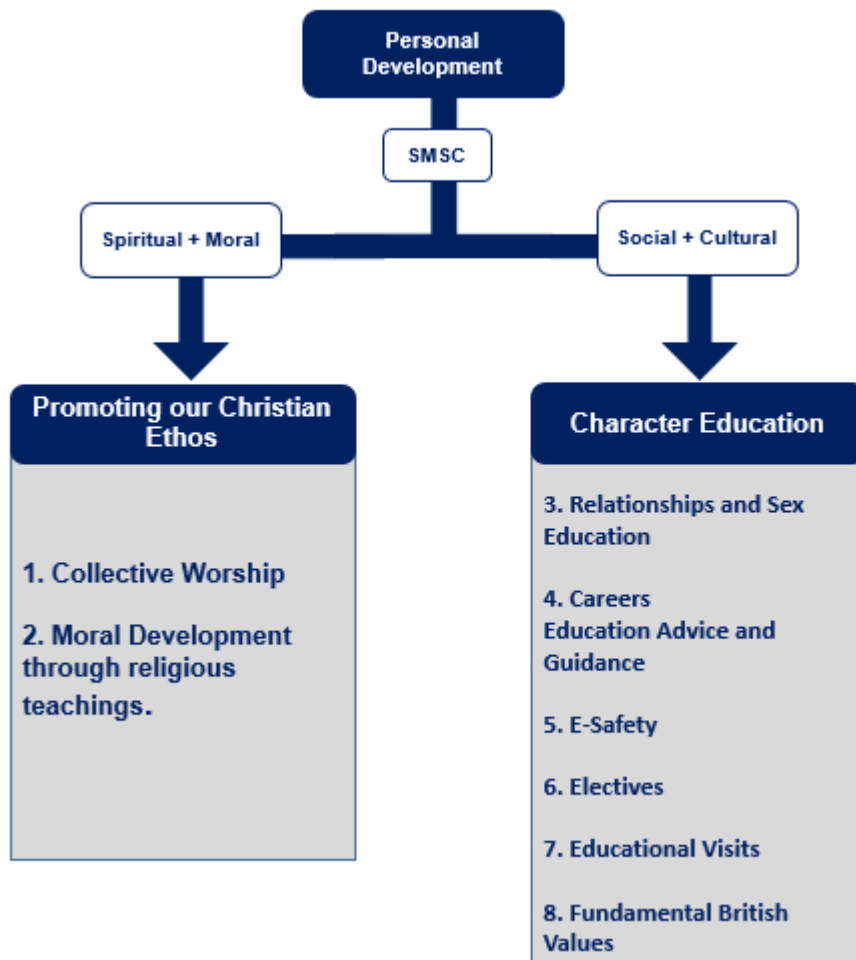 Personal
Development
SMSC
Spiritual + Moral
Social + Cultural
Promoting our Christian
Ethos
1. Collective Worship
2. Moral Development
through religious
teachings.
Character Education
3. Relationships and Sex
Education
4. Careers
Education Advice and
Guidance
5. E-Safety
6. Electives
7. Educational Visits
8. Fundamental British
Values